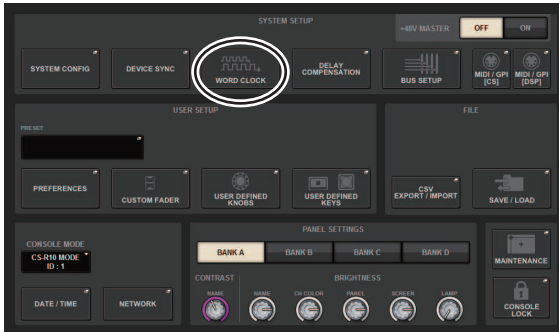 SYSTEM SETUP
+48V MASTER
OFF
ON
SYSTEM CONFIG
DEVICE SYNC
WORD CLOCK
DELAY
COMPENSATION
BUS SETUP
MIDI / GPI
[CS]
MIDI / GPI
[DSP]
USER SETUP
FILE
PRESET
PREFERENCES
CUSTOM FADER
USER DEFINED
KNOBS
USER DEFINED
KEYS
CSV
EXPORT / IMPORT
SAVE / LOAD
CONSOLE MODE
CS-R10 MODE
ID : 1
DATE / TIME
NETWORK
PANEL SETTINGS
BANK A
BANK B
BANK C
BANK D
CONTRAST
BRIGHTNESS
NAME
NAME
CH COLOR
PANEL
SCREEN
LAMP
MAINTENANCE
CONSOLE
LOCK